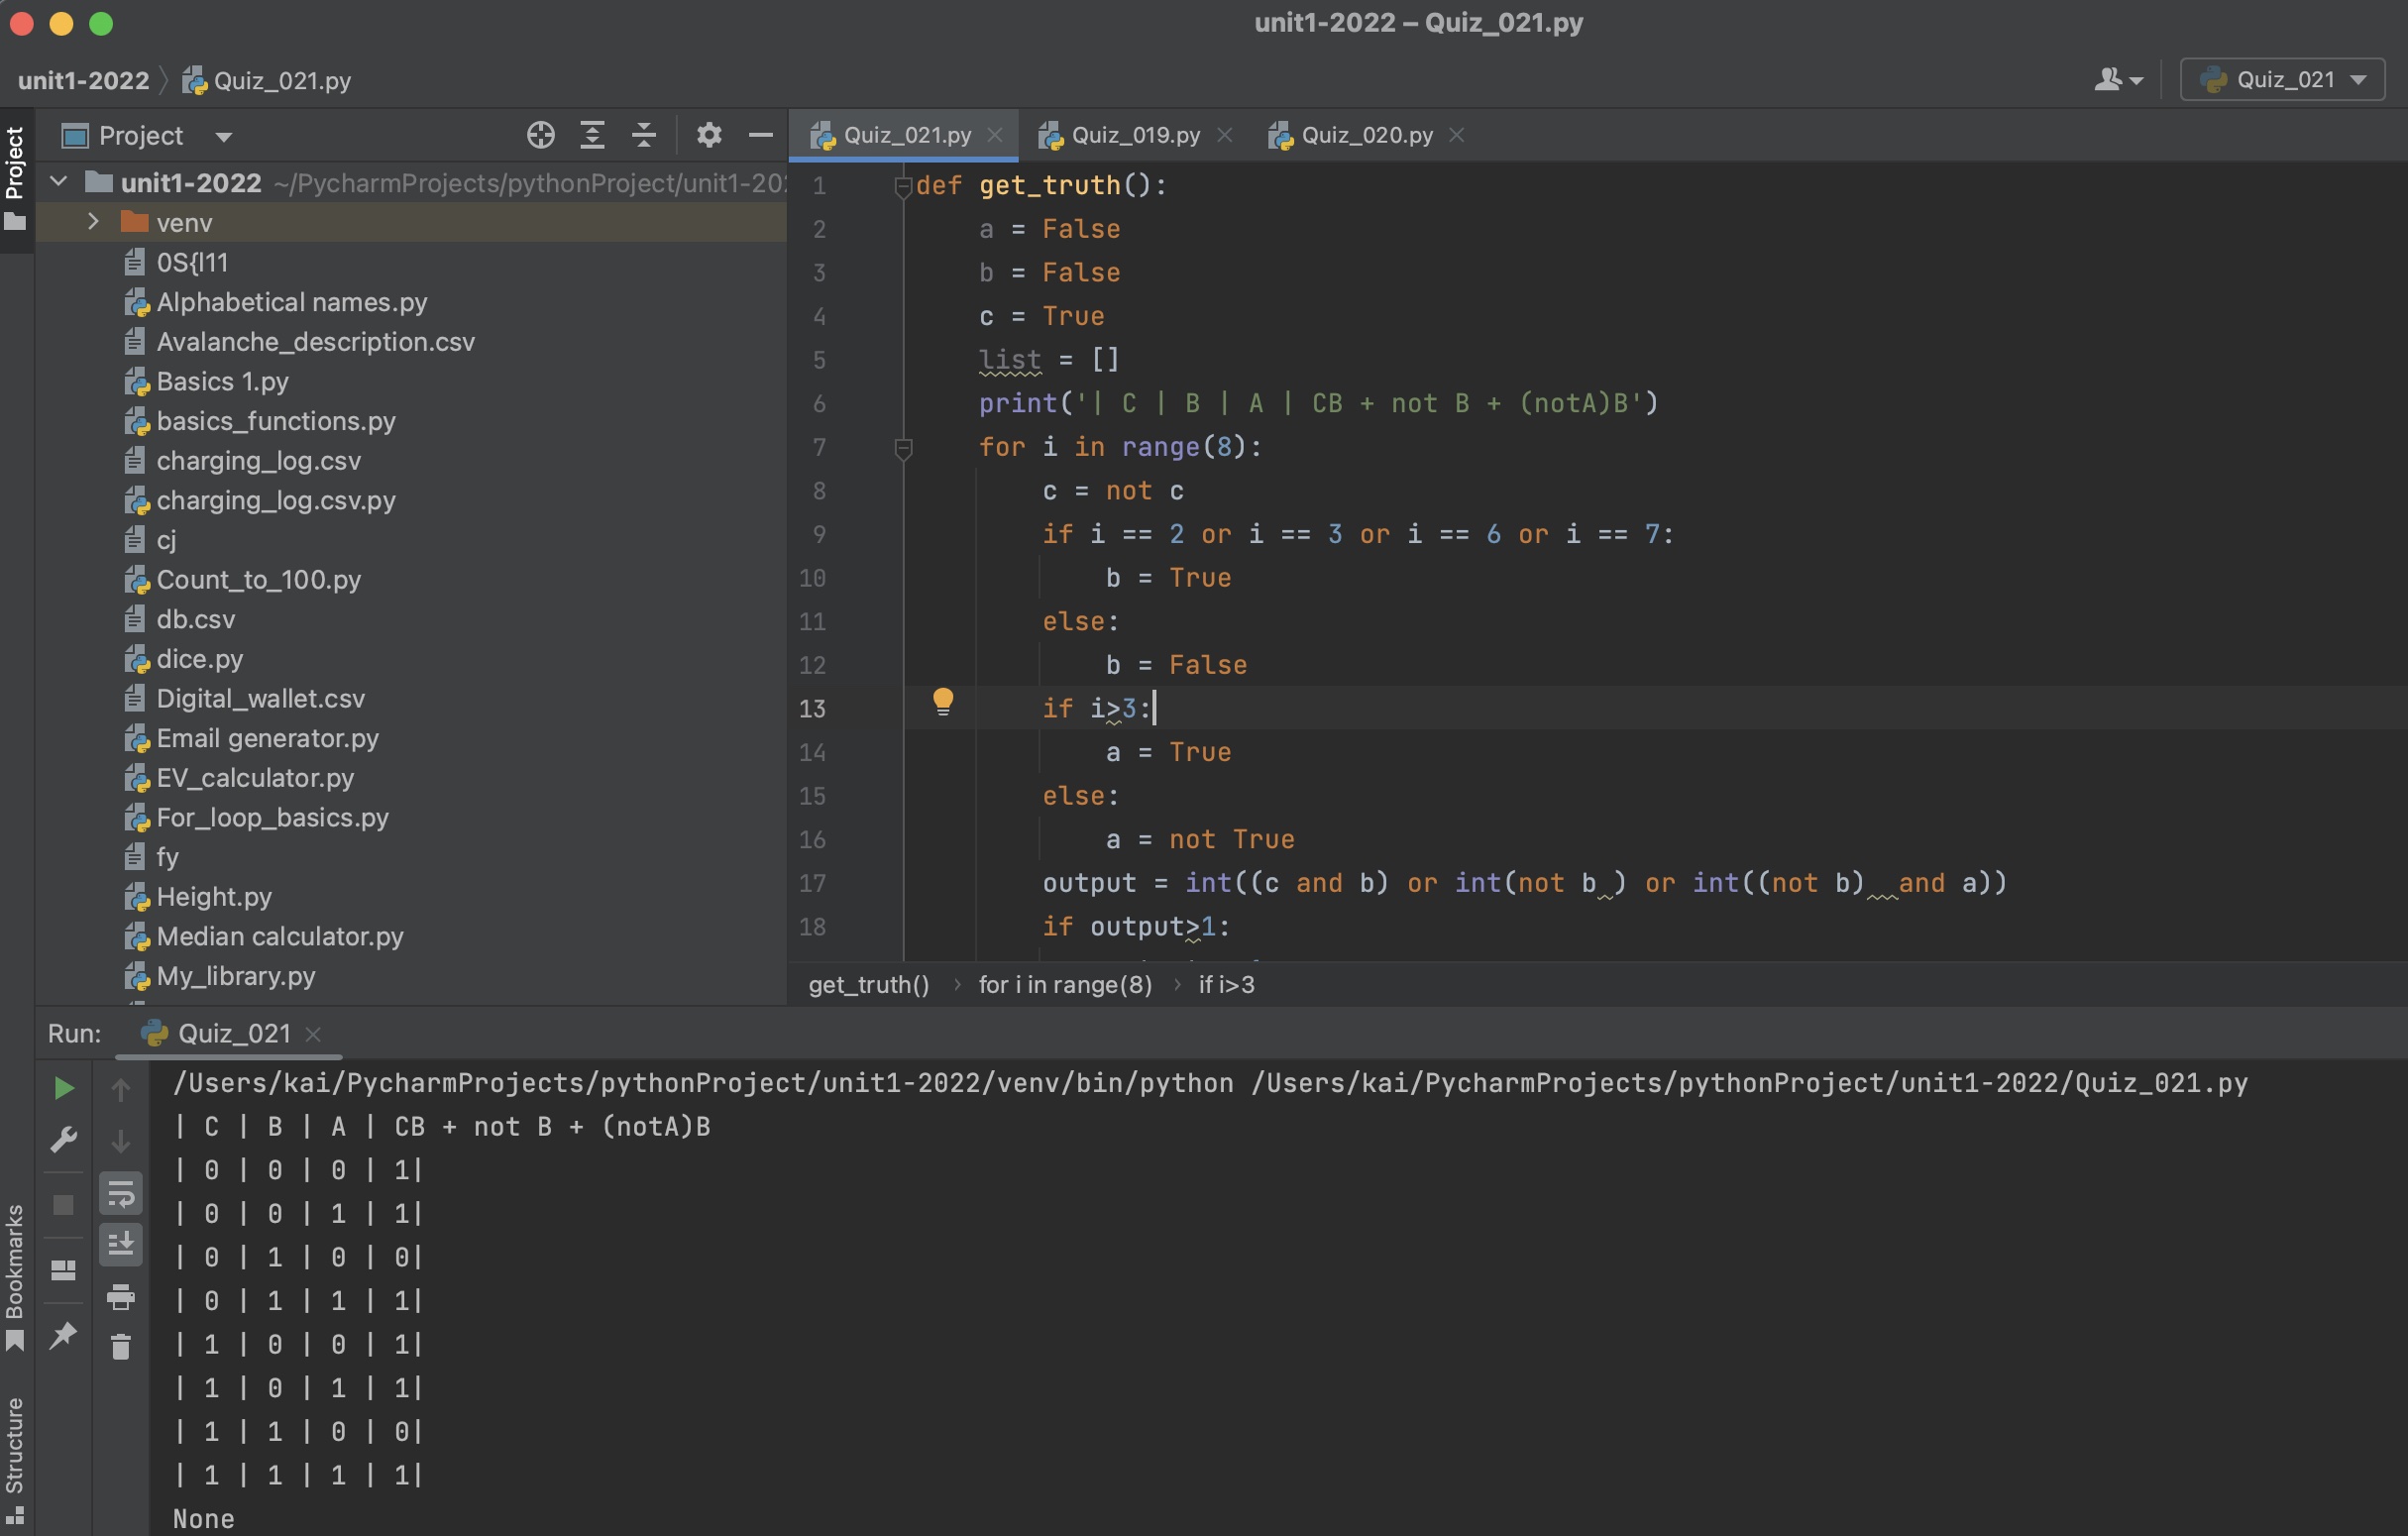 unit1-2022 – Quiz_021.py
unit1-2022 Quiz_021.py
Quiz_021
Project
Project
Quiz_021.py
Quiz_019.py
Quiz_020.py
unit1-2022 ~/PycharmProjects/pythonProject/unit1-20
venv
0S{l11
Alphabetical names.py
Avalanche_description.csv
Basics 1.py
basics_functions.py
charging_log.csv
charging_log.csv.py
cj
Count_to_100.py
db.csv
dice.py
Digital_wallet.csv
Email generator.py
EV_calculator.py
For_loop_basics.py
fy
Height.py
Median calculator.py
My_library.py
1 def get_truth():
2 a = False
3 b = False
4 c = True
5 list = []
6 print('| C | B | A | CB + not B + (notA)B')
7 for i in range(8):
8 c = not c
9 if i == 2 or i == 3 or i == 6 or i == 7:
10 b = True
11 else:
12 b = False
13 if i>3:
14 a = True
15 else:
16 a = not True
17 output = int((c and b) or int(not b ) or int((not b)  and a))
18 if output>1:
get_truth() › for i in range(8) › if i>3
Run: Quiz_021
/Users/kai/PycharmProjects/pythonProject/unit1-2022/venv/bin/python /Users/kai/PycharmProjects/pythonProject/unit1-2022/Quiz_021.py
| C | B | A | CB + not B + (notA)B
| 0 | 0 | 0 | 1|
| 0 | 0 | 1 | 1|
| 0 | 1 | 0 | 0|
| 0 | 1 | 1 | 1|
| 1 | 0 | 0 | 1|
| 1 | 0 | 1 | 1|
| 1 | 1 | 0 | 0|
| 1 | 1 | 1 | 1|
None
Bookmarks
Structure